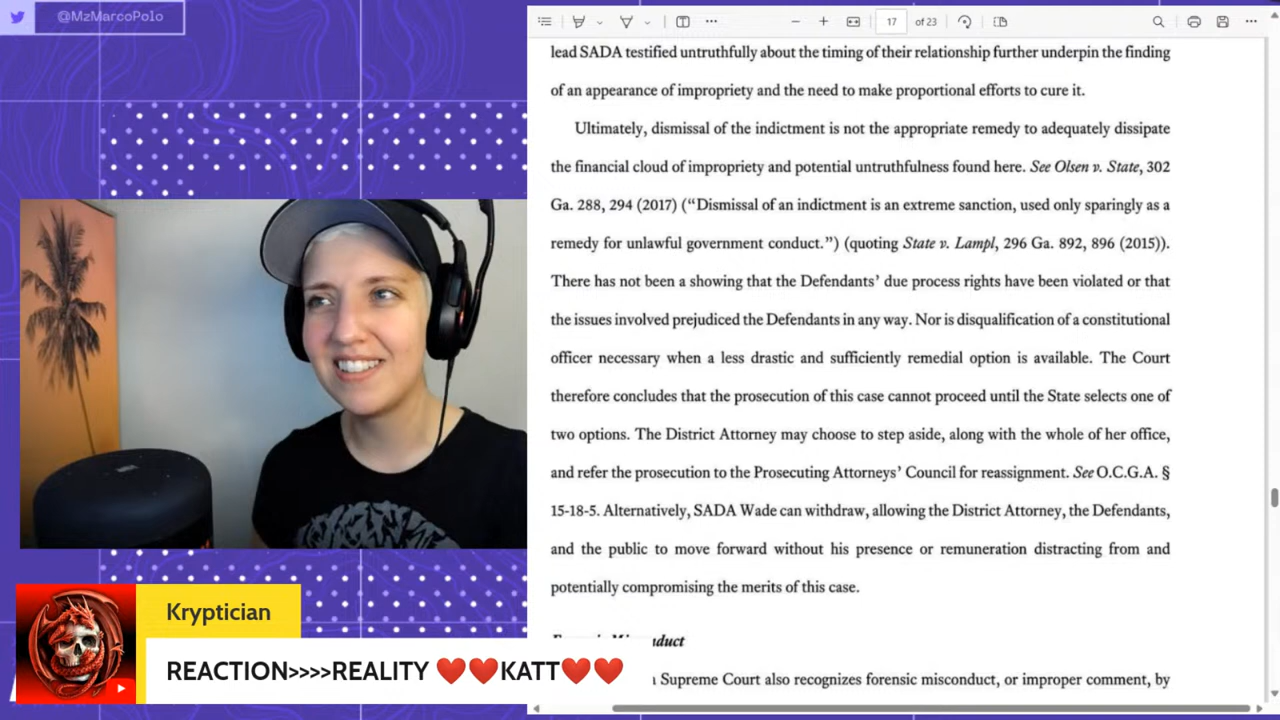 @MzMarcoPolo
17 of 23
lead SADA testified untruthfully about the timing of their relationship further underpin the finding
of an appearance of impropriety and the need to make proportional efforts to cure it.
Ultimately, dismissal of the indictment is not the appropriate remedy to adequately dissipate
the financial cloud of impropriety and potential untruthfulness found here. See Olsen v. State, 302
Ga. 288, 294 (2017) (“Dismissal of an indictment is an extreme sanction, used only sparingly as a
remedy for unlawful government conduct.”) (quoting State v. Lampl, 296 Ga. 892, 896 (2015)).
There has not been a showing that the Defendants’ due process rights have been violated or that
the issues involved prejudiced the Defendants in any way. Nor is disqualification of a constitutional
officer necessary when a less drastic and sufficiently remedial option is available. The Court
therefore concludes that the prosecution of this case cannot proceed until the State selects one of
two options. The District Attorney may choose to step aside, along with the whole of her office,
and refer the prosecution to the Prosecuting Attorneys’ Council for reassignment. See O.C.G.A. §
15-18-5. Alternatively, SADA Wade can withdraw, allowing the District Attorney, the Defendants,
and the public to move forward without his presence or remuneration distracting from and
potentially compromising the merits of this case.
Supreme Court also recognizes forensic misconduct, or improper comment, by
Kryptician
REACTION>>>>REALITY ❤️❤️KATT❤️❤️